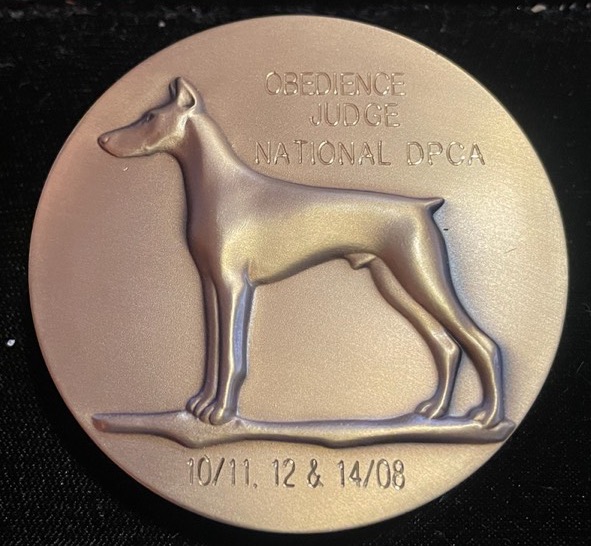 OBEDIENCE
JUDGE
NATIONAL DPCA
10/11, 12 & 14/08